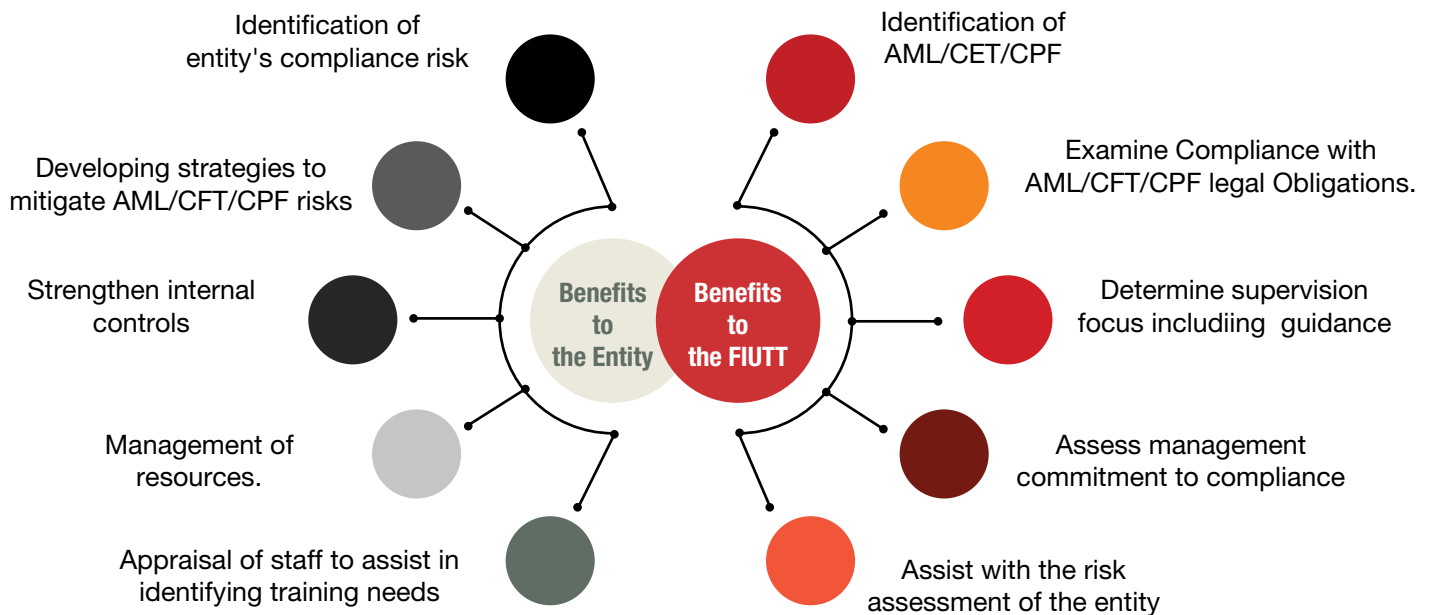 Identification of
entity's compliance risk
Developing strategies to
mitigate AML/CFT/CPF risks
Strengthen internal
controls
Management of
resources.
Appraisal of staff to assist in
identifying training needs
Benefits
to
the Entity
Benefits
to
the FIUTT
Identification of
AML/CET/CPF
Examine Compliance with
AML/CFT/CPF legal Obligations.
Determine supervision
focus includiing guidance
Assess management
commitment to compliance
Assist with the risk
assessment of the entity